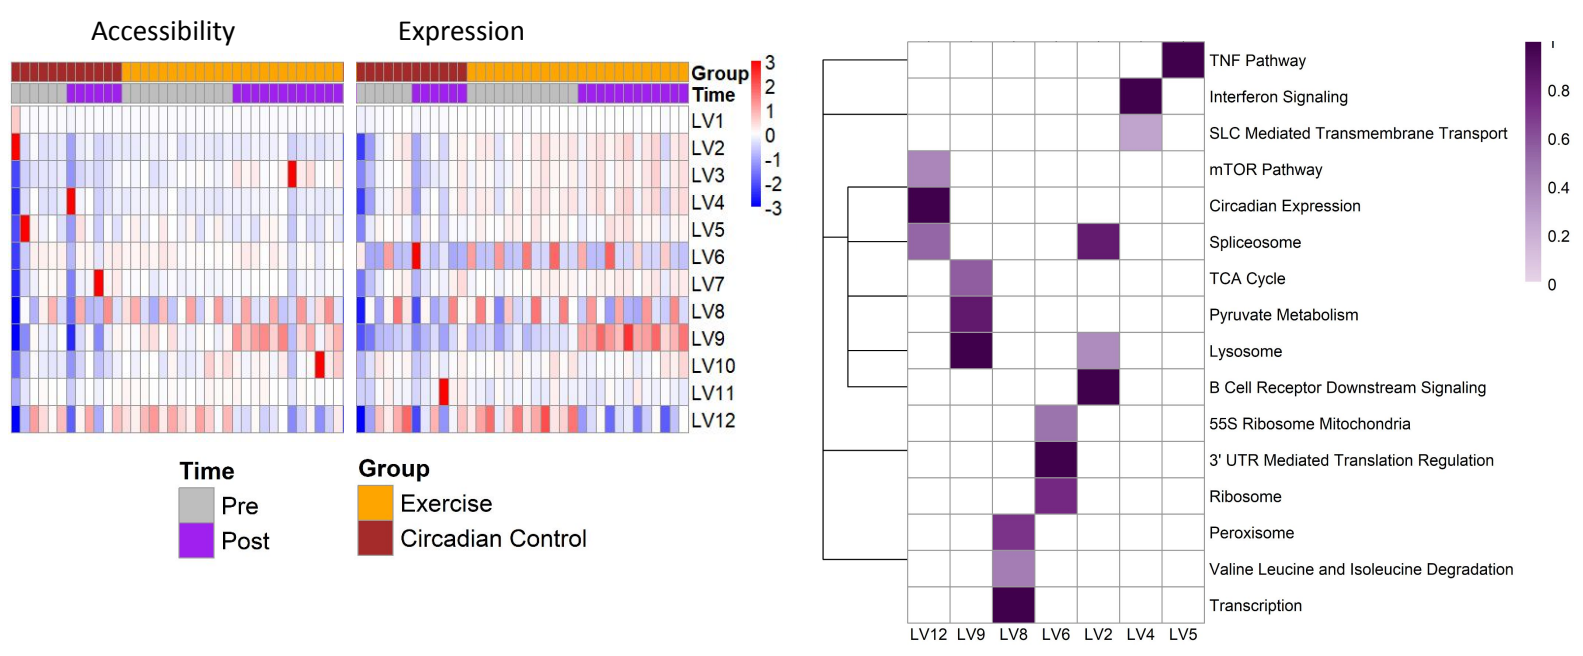 Accessibility
Expression
Group
Time
LV1
LV2
LV3
LV4
LV5
LV6
LV7
LV8
LV9
LV10
LV11
LV12
3
2
1
0
-1
-2
-3
Time
Pre
Post
Group
Exercise
Circadian Control
TNF Pathway
Interferon Signaling
SLC Mediated Transmembrane Transport
mTOR Pathway
Circadian Expression
Spliceosome
TCA Cycle
Pyruvate Metabolism
Lysosome
B Cell Receptor Downstream Signaling
55S Ribosome Mitochondria
3' UTR Mediated Translation Regulation
Ribosome
Peroxisome
Valine Leucine and Isoleucine Degradation
Transcription
LV12 LV9 LV8 LV6 LV2 LV4 LV5
0.8
0.6
0.4
0.2
0